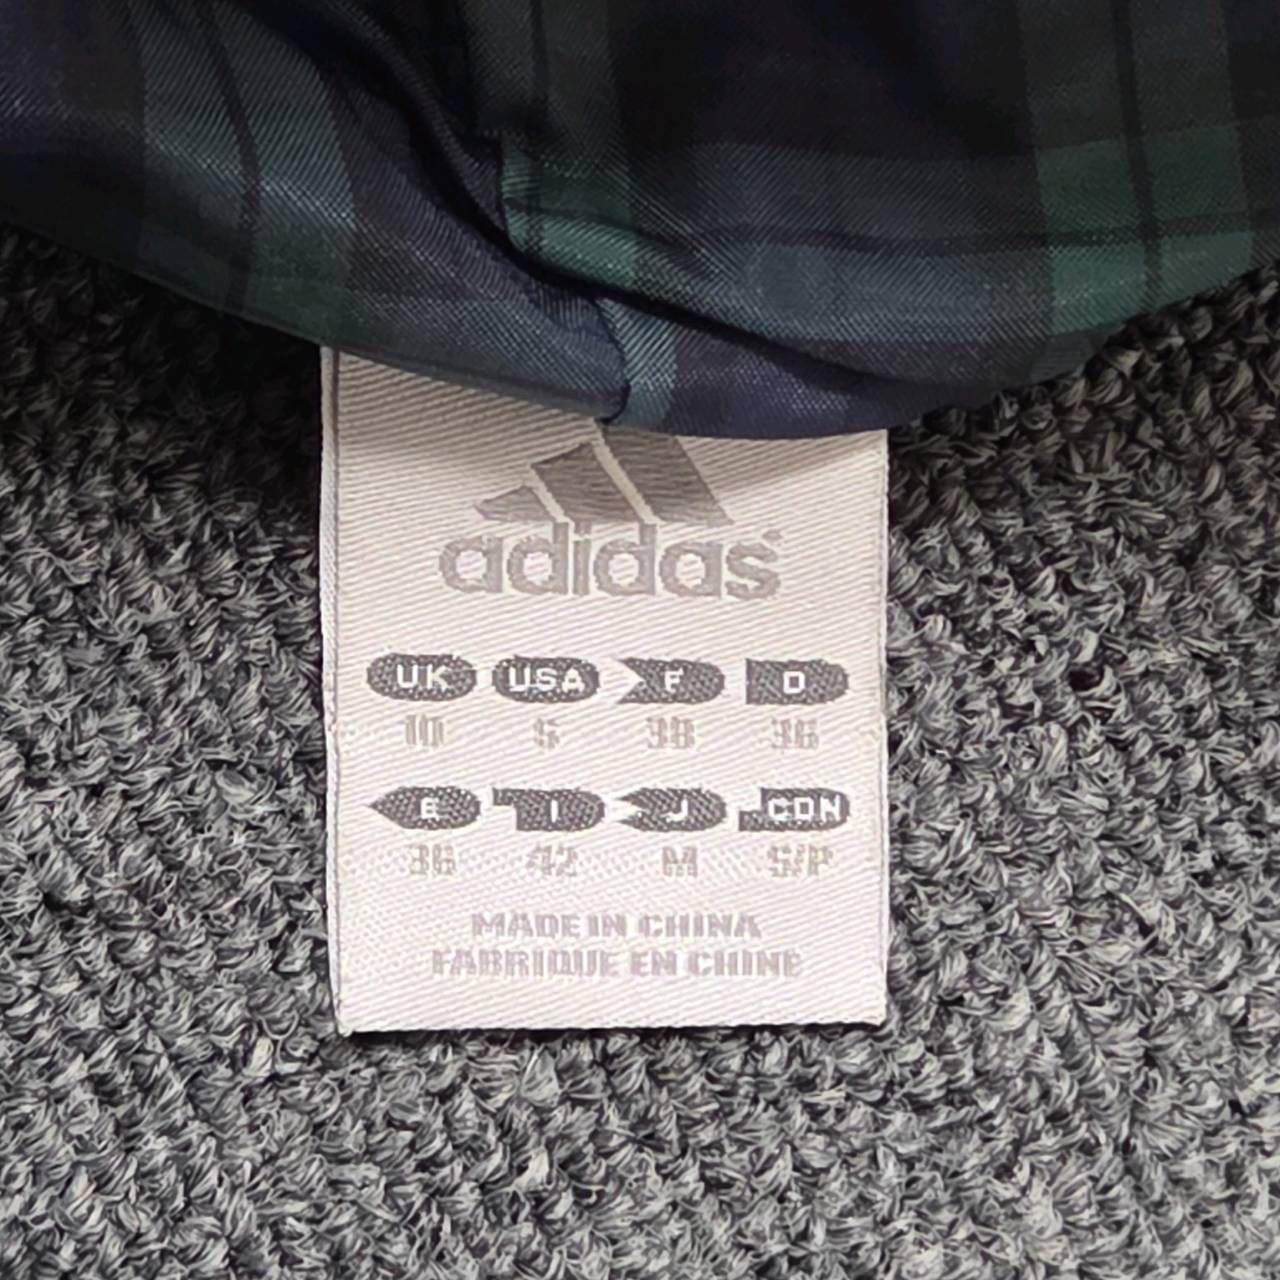 adidas
UK USA F D
10 S 38 36
E I J CDN
36 42 M S/P
MADE IN CHINA
FABRIQUE EN CHINE